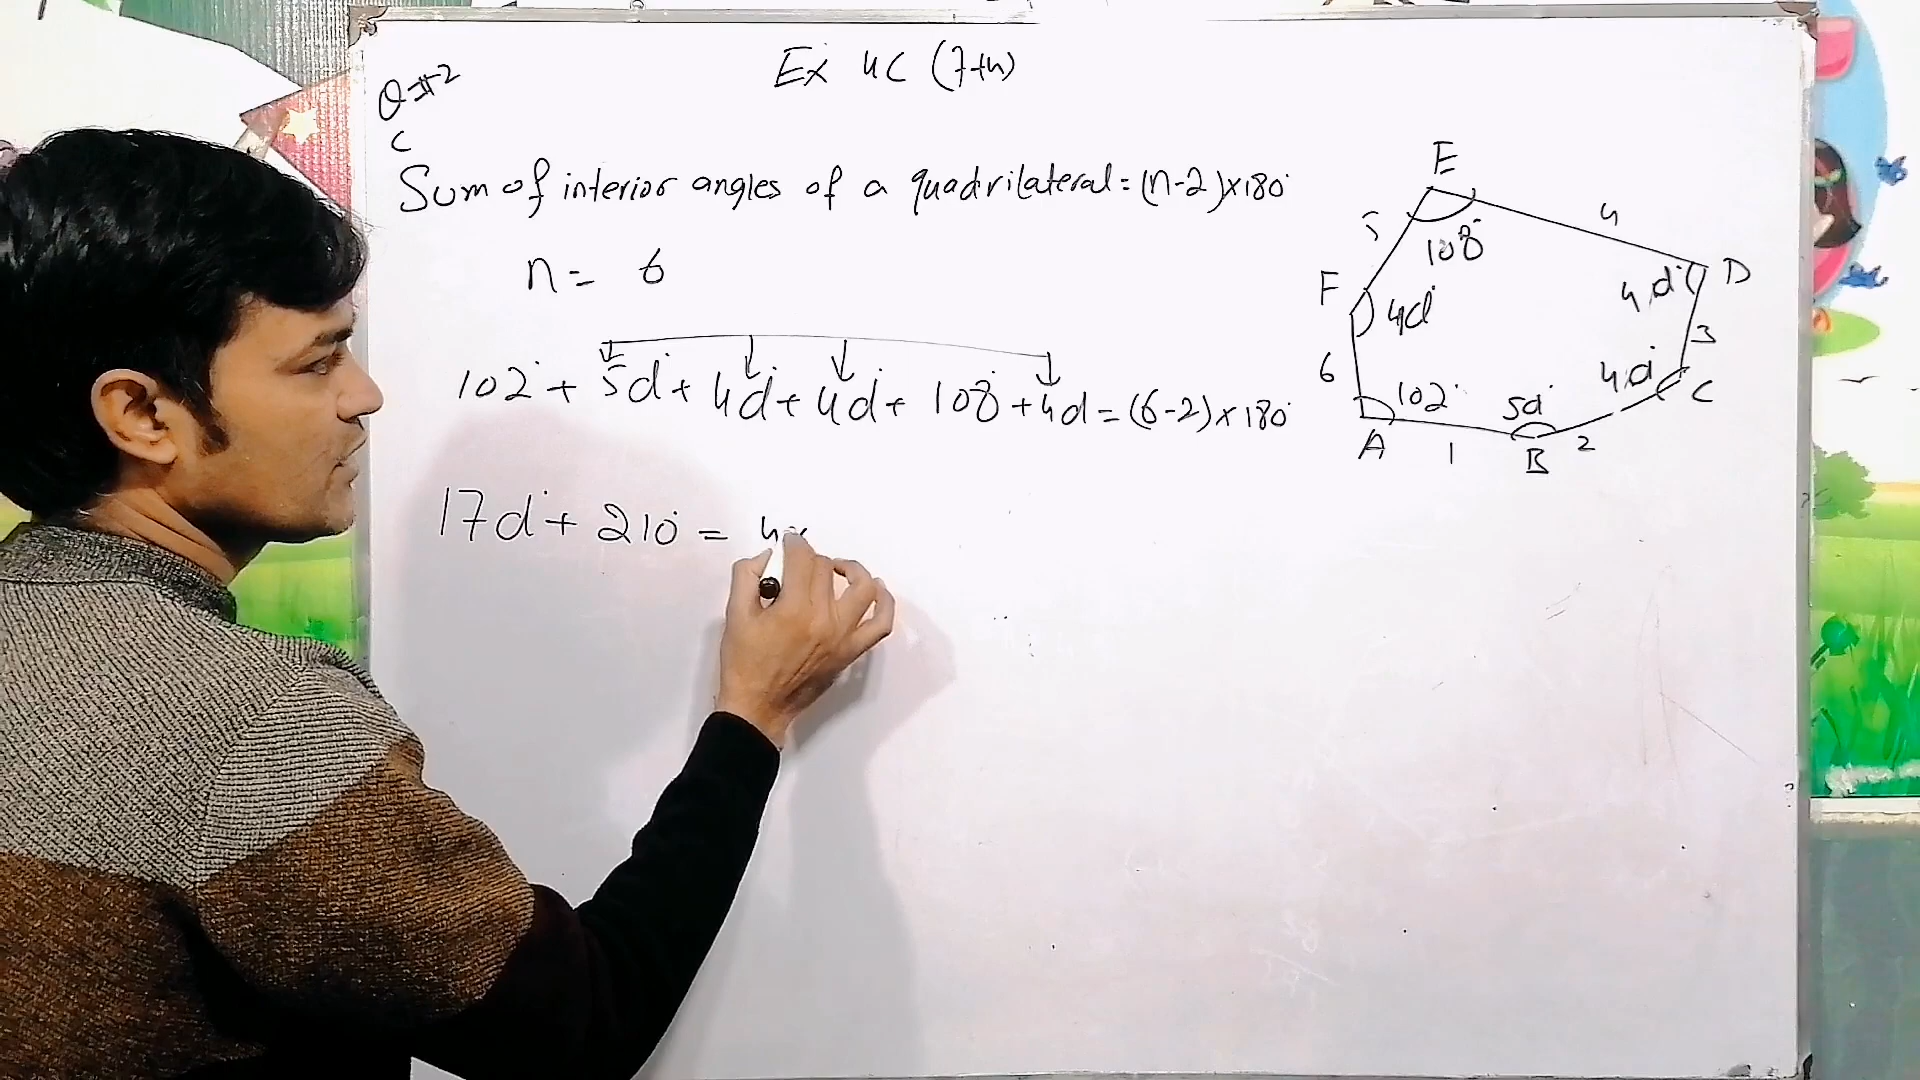 Ex 4C (7th)
Q#2
C
Sum of interior angles of a quadrilateral = (n-2)×180°
n = 6
102° + 5d° + 4d° + 4d° + 108° + 4d = (6-2)×180°
17d° + 210° = 4×
E
108°
4
5
F
4d°
4d°
D
3
6
4d°
C
102°
5d°
A
1
B
2